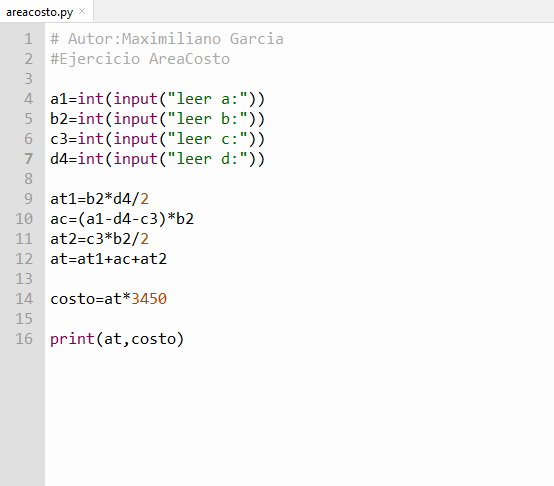 areacosto.py ×
1 # Autor:Maximiliano Garcia
2 #Ejercicio AreaCosto
3
4 a1=int(input("leer a:"))
5 b2=int(input("leer b:"))
6 c3=int(input("leer c:"))
7 d4=int(input("leer d:"))
8
9 at1=b2*d4/2
10 ac=(a1-d4-c3)*b2
11 at2=c3*b2/2
12 at=at1+ac+at2
13
14 costo=at*3450
15
16 print(at,costo)